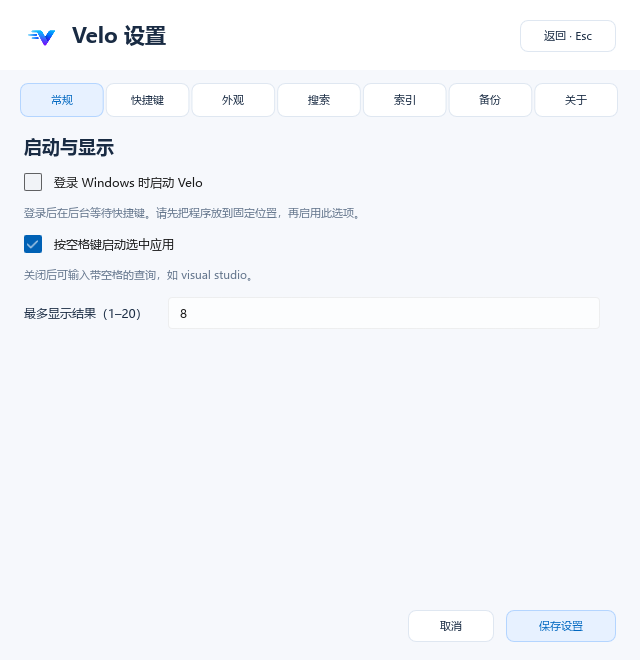 Velo 设置
返回 · Esc
常规 快捷键 外观 搜索 索引 备份 关于
启动与显示
登录 Windows 时启动 Velo
登录后在后台等待快捷键。请先把程序放到固定位置，再启用此选项。
按空格键启动选中应用
关闭后可输入带空格的查询，如 visual studio。
最多显示结果（1–20） 8
取消 保存设置